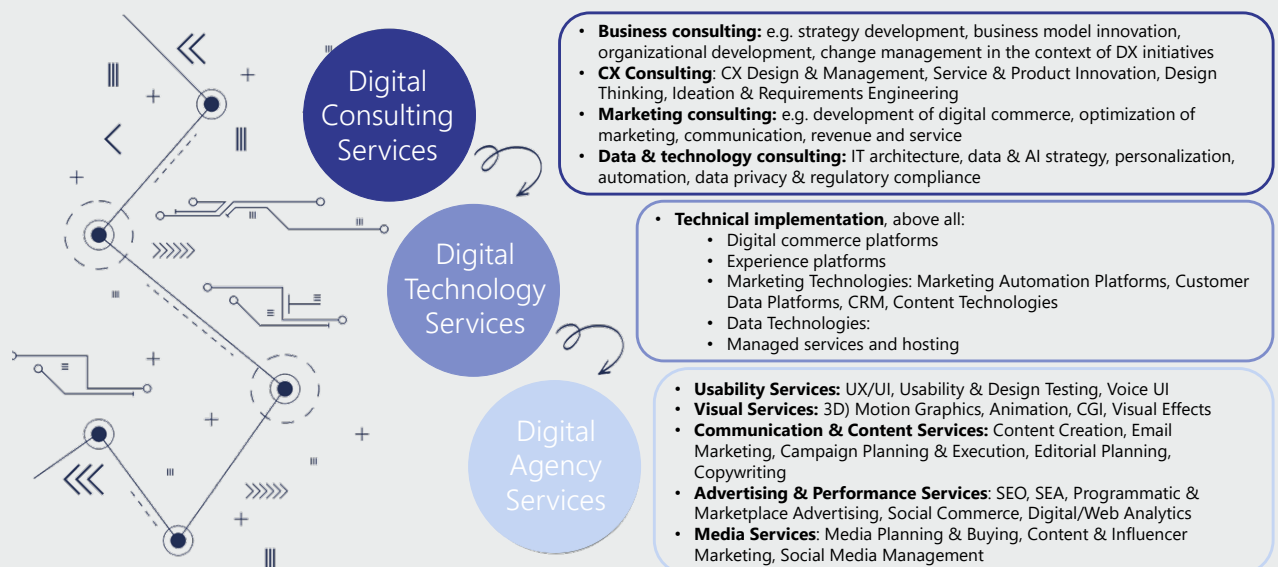 Digital
Consulting
Services
• Business consulting: e.g. strategy development, business model innovation,
organizational development, change management in the context of DX initiatives
• CX Consulting: CX Design & Management, Service & Product Innovation, Design
Thinking, Ideation & Requirements Engineering
• Marketing consulting: e.g. development of digital commerce, optimization of
marketing, communication, revenue and service
• Data & technology consulting: IT architecture, data & AI strategy, personalization,
automation, data privacy & regulatory compliance
Digital
Technology
Services
• Technical implementation, above all:
• Digital commerce platforms
• Experience platforms
• Marketing Technologies: Marketing Automation Platforms, Customer
Data Platforms, CRM, Content Technologies
• Data Technologies:
• Managed services and hosting
Digital
Agency
Services
• Usability Services: UX/UI, Usability & Design Testing, Voice UI
• Visual Services: 3D) Motion Graphics, Animation, CGI, Visual Effects
• Communication & Content Services: Content Creation, Email
Marketing, Campaign Planning & Execution, Editorial Planning,
Copywriting
• Advertising & Performance Services: SEO, SEA, Programmatic &
Marketplace Advertising, Social Commerce, Digital/Web Analytics
• Media Services: Media Planning & Buying, Content & Influencer
Marketing, Social Media Management